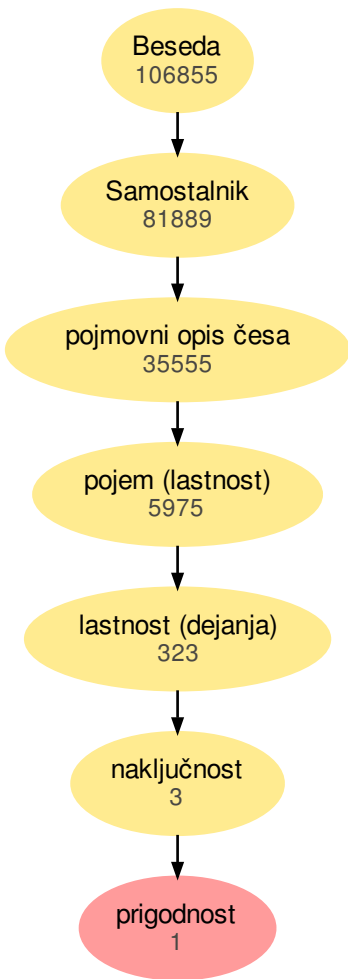 Beseda
106855
Samostalnik
81889
pojmovni opis česa
35555
pojem (lastnost)
5975
lastnost (dejanja)
323
naključnost
3
prigodnost
1